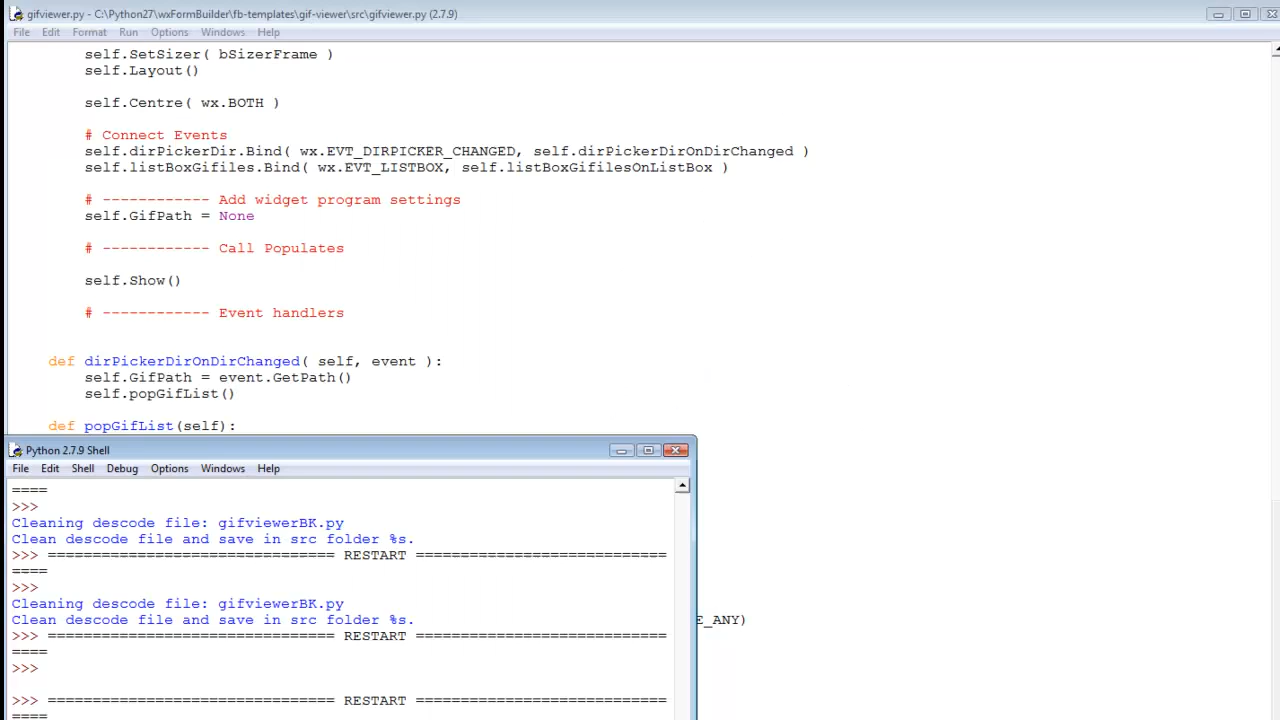 gifviewer.py - C:\Python27\wxFormBuilder\fb-templates\gif-viewer\src\gifviewer.py (2.7.9)
File Edit Format Run Options Windows Help
self.SetSizer( bSizerFrame )
self.Layout()
self.Centre( wx.BOTH )
# Connect Events
self.dirPickerDir.Bind( wx.EVT_DIRPICKER_CHANGED, self.dirPickerDirOnDirChanged )
self.listBoxGifiles.Bind( wx.EVT_LISTBOX, self.listBoxGifilesOnListBox )
# ------------ Add widget program settings
self.GifPath = None
# ------------ Call Populates
self.Show()
# ------------ Event handlers
def dirPickerDirOnDirChanged( self, event ):
self.GifPath = event.GetPath()
self.popGifList()
def popGifList(self):
Python 2.7.9 Shell
File Edit Shell Debug Options Windows Help
====
>>>
Cleaning descode file: gifviewerBK.py
Clean descode file and save in src folder %s.
>>> ================================ RESTART ============================
====
>>>
Cleaning descode file: gifviewerBK.py
Clean descode file and save in src folder %s.
E_ANY)
>>> ================================ RESTART ============================
====
>>>
>>> ================================ RESTART ============================
====